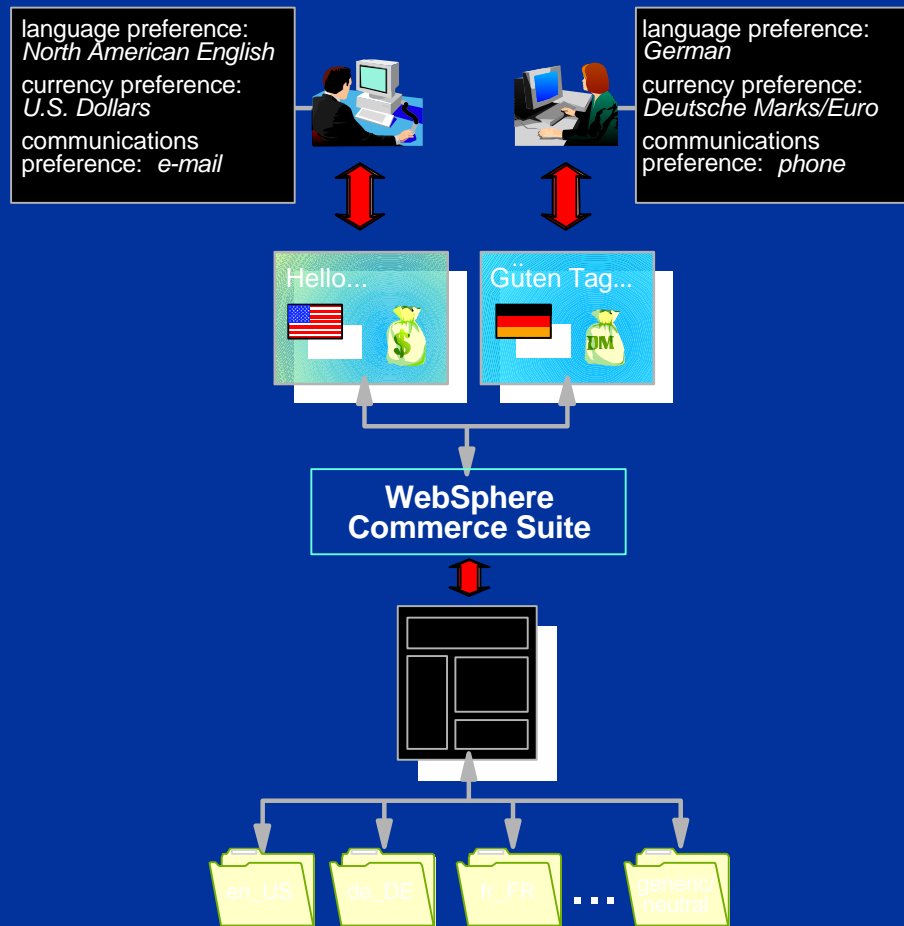 language preference:
North American English
currency preference:
U.S. Dollars
communications
preference: e-mail
language preference:
German
currency preference:
Deutsche Marks/Euro
communications
preference: phone
Hello...
$
Güten Tag...
DM
WebSphere
Commerce Suite
en_US
de_DE
fr_FR
...
generic/
neutral